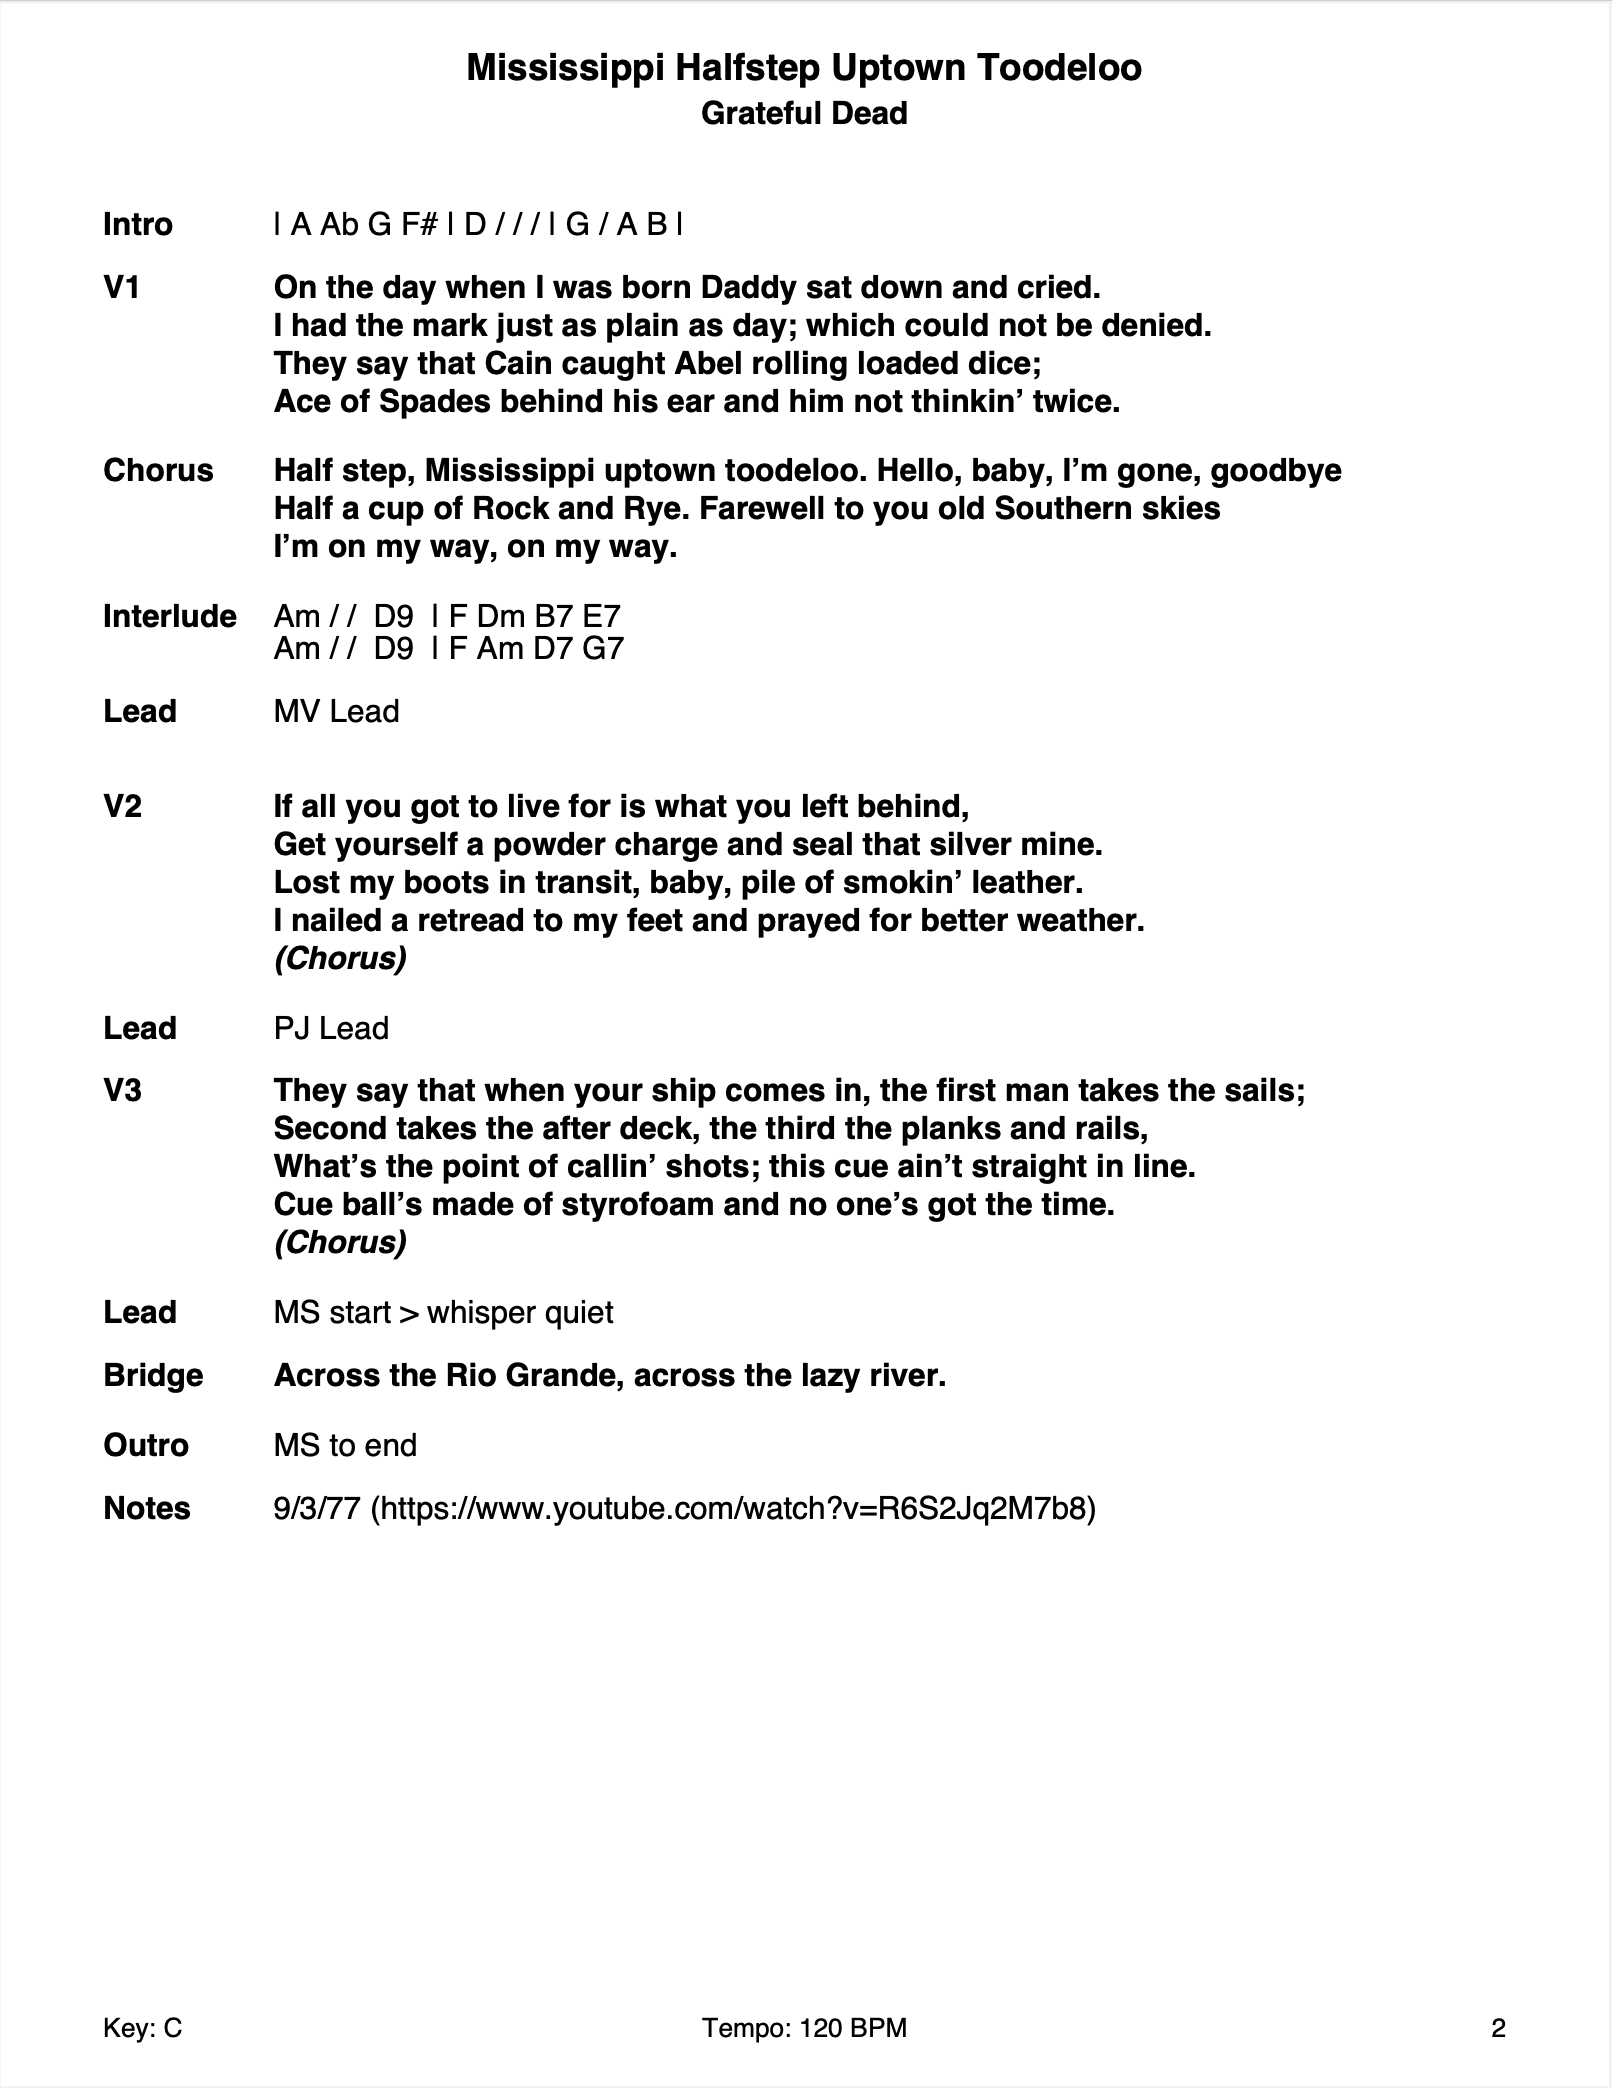 Mississippi Halfstep Uptown Toodeloo
Grateful Dead
Intro | A Ab G F# | D / / / | G / A B |
V1 On the day when I was born Daddy sat down and cried.
I had the mark just as plain as day; which could not be denied.
They say that Cain caught Abel rolling loaded dice;
Ace of Spades behind his ear and him not thinkin’ twice.
Chorus Half step, Mississippi uptown toodeloo. Hello, baby, I’m gone, goodbye
Half a cup of Rock and Rye. Farewell to you old Southern skies
I’m on my way, on my way.
Interlude Am / / D9 | F Dm B7 E7
Am / / D9 | F Am D7 G7
Lead MV Lead
V2 If all you got to live for is what you left behind,
Get yourself a powder charge and seal that silver mine.
Lost my boots in transit, baby, pile of smokin’ leather.
I nailed a retread to my feet and prayed for better weather.
(Chorus)
Lead PJ Lead
V3 They say that when your ship comes in, the first man takes the sails;
Second takes the after deck, the third the planks and rails,
What’s the point of callin’ shots; this cue ain’t straight in line.
Cue ball’s made of styrofoam and no one’s got the time.
(Chorus)
Lead MS start > whisper quiet
Bridge Across the Rio Grande, across the lazy river.
Outro MS to end
Notes 9/3/77 (https://www.youtube.com/watch?v=R6S2Jq2M7b8)
Key: C Tempo: 120 BPM 2